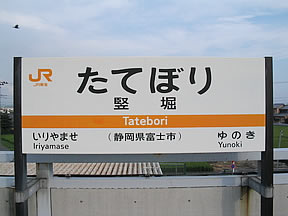 JR
JR東海
たてぼり
竪堀
Tatebori
いりやませ (静岡県富士市) ゆのき
Iriyamase Yunoki